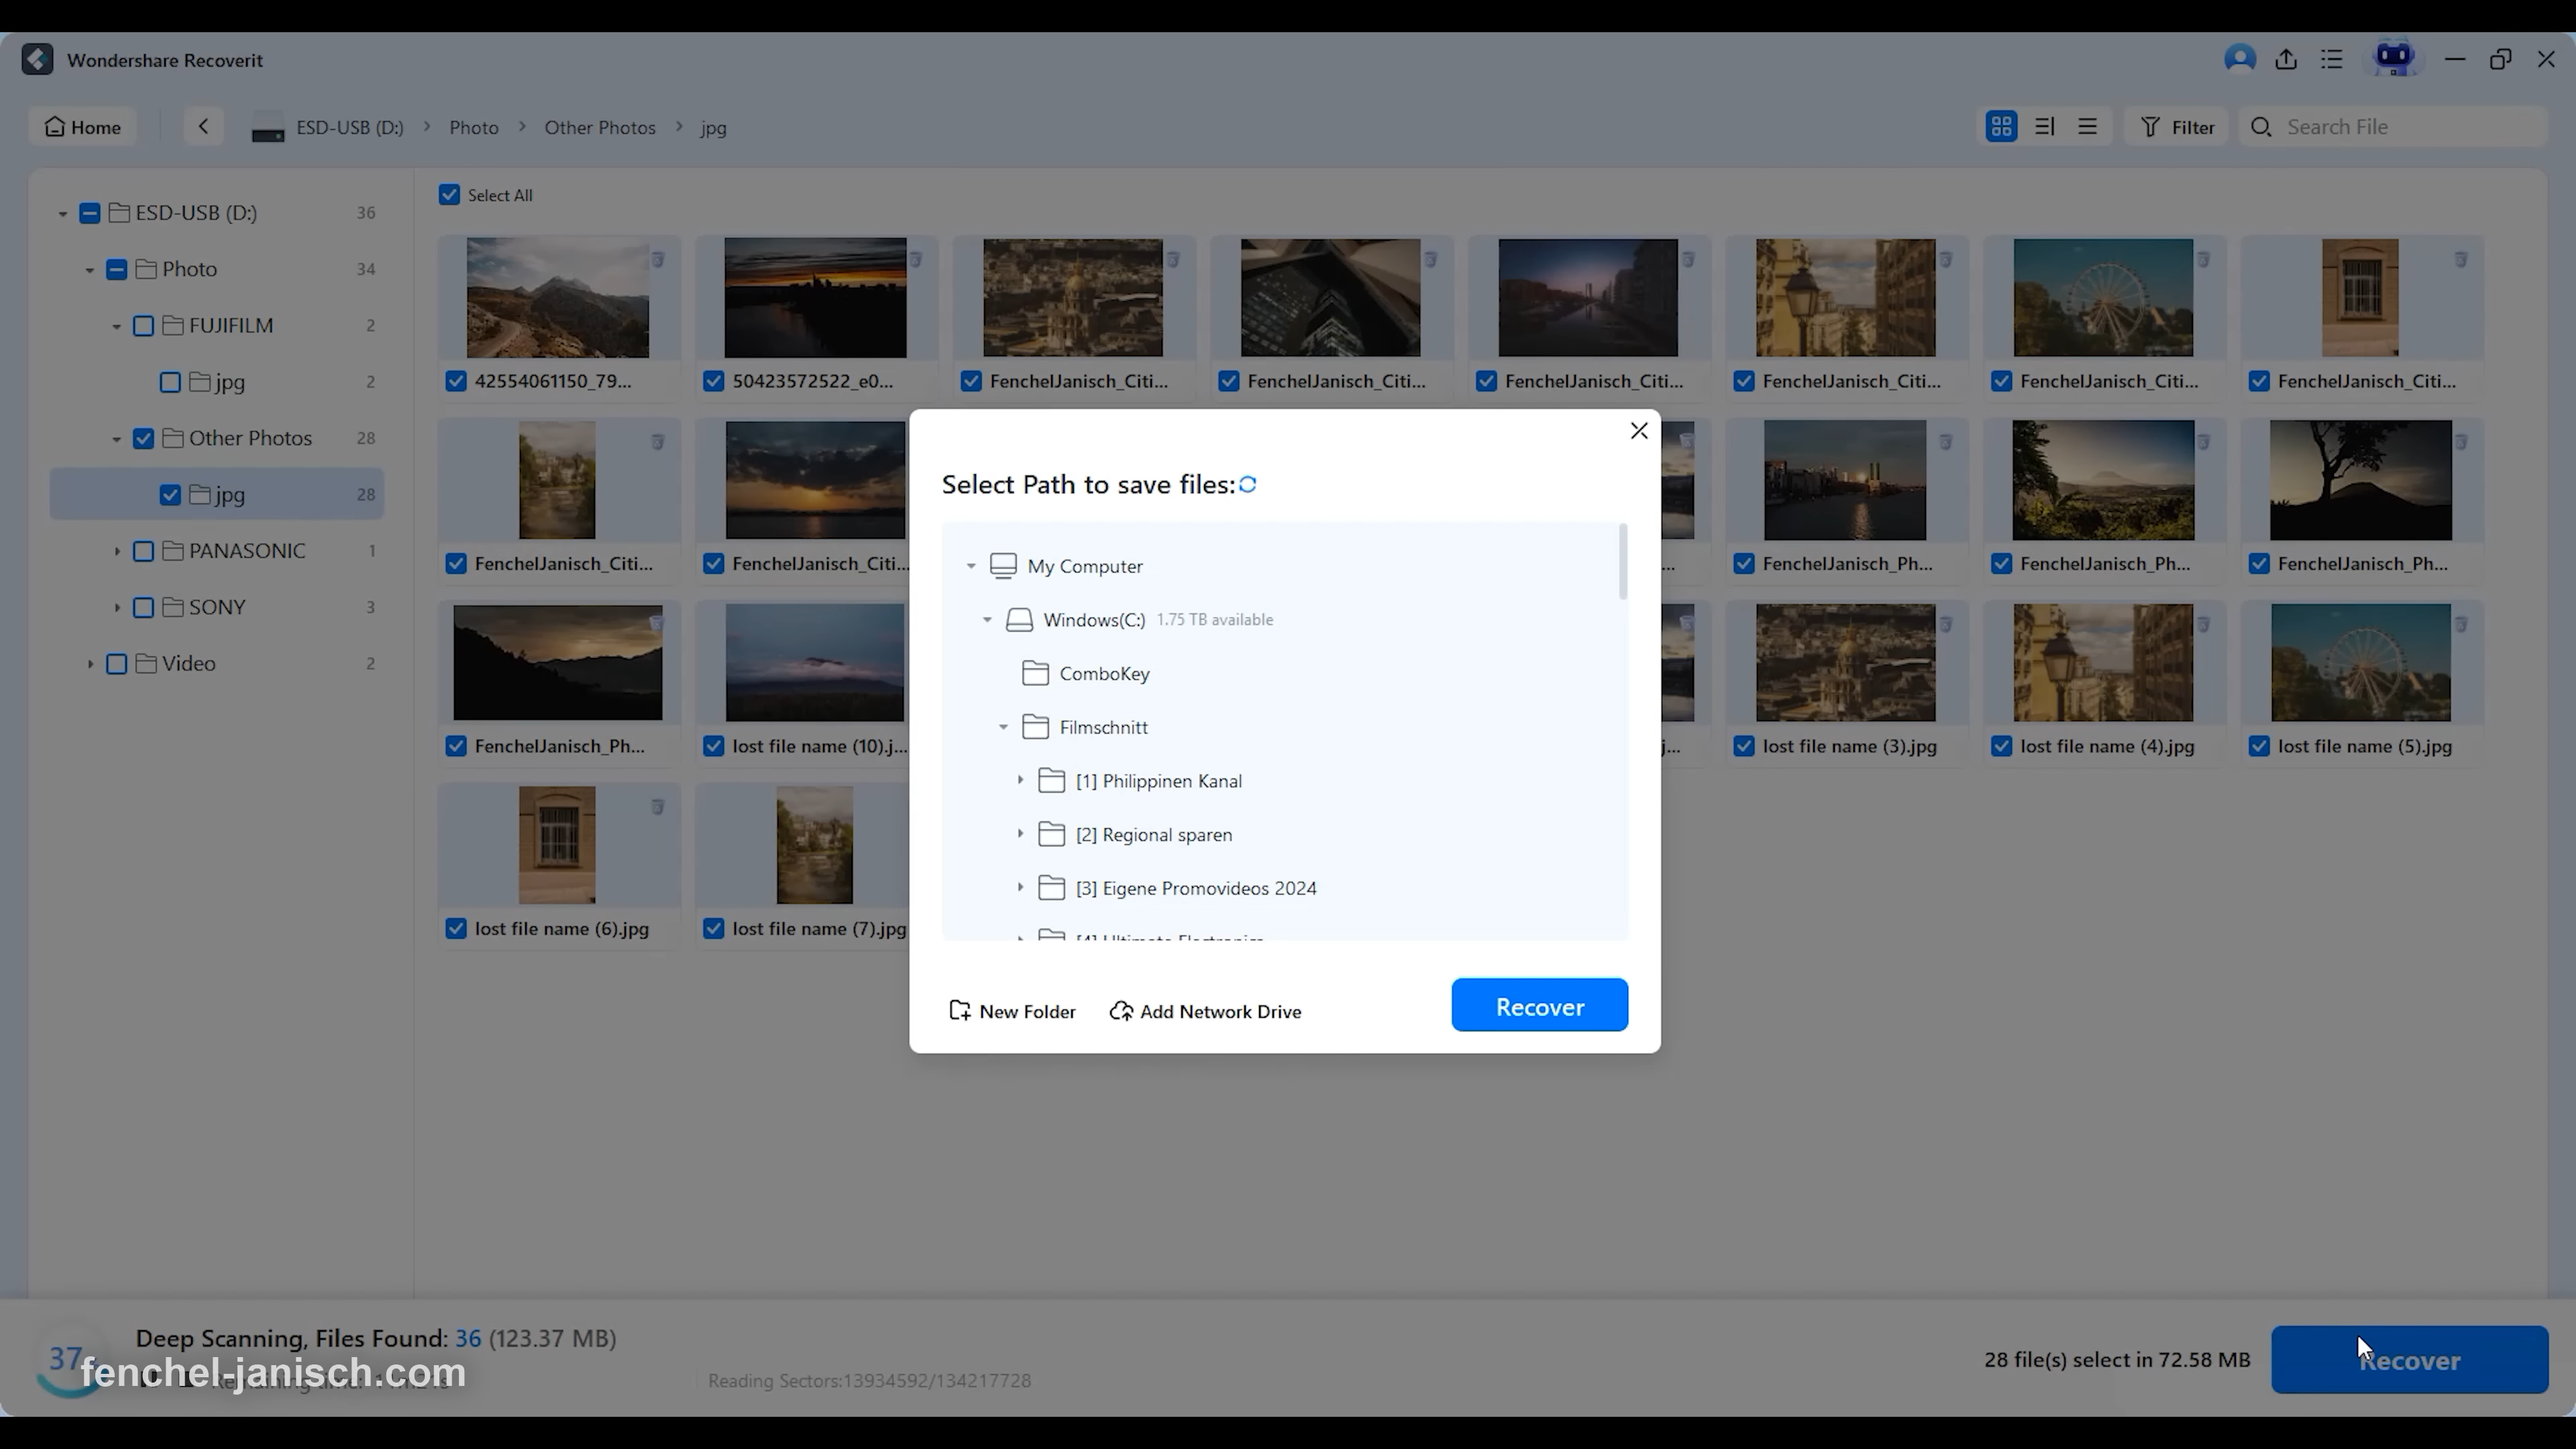 Wondershare Recoverit
Home
ESD-USB (D:) > Photo > Other Photos > jpg
Filter
Search File
ESD-USB (D:) 36
Photo 34
FUJIFILM 2
jpg 2
Other Photos 28
jpg 28
PANASONIC 1
SONY 3
Video 2
Select All
42554061150_79...
50423572522_e0...
FenchelJanisch_Citi...
FenchelJanisch_Citi...
FenchelJanisch_Citi...
FenchelJanisch_Citi...
FenchelJanisch_Citi...
FenchelJanisch_Citi...
FenchelJanisch_Citi...
FenchelJanisch_Citi...
...
FenchelJanisch_Ph...
FenchelJanisch_Ph...
FenchelJanisch_Ph...
FenchelJanisch_Ph...
lost file name (10).j...
j...
lost file name (3).jpg
lost file name (4).jpg
lost file name (5).jpg
lost file name (6).jpg
lost file name (7).jpg
Select Path to save files:
My Computer
Windows(C:) 1.75 TB available
ComboKey
Filmschnitt
[1] Philippinen Kanal
[2] Regional sparen
[3] Eigene Promovideos 2024
New Folder
Add Network Drive
Recover
37
Deep Scanning, Files Found: 36 (123.37 MB)
fenchel-janisch.com
Reading Sectors:13934592/134217728
28 file(s) select in 72.58 MB
Recover